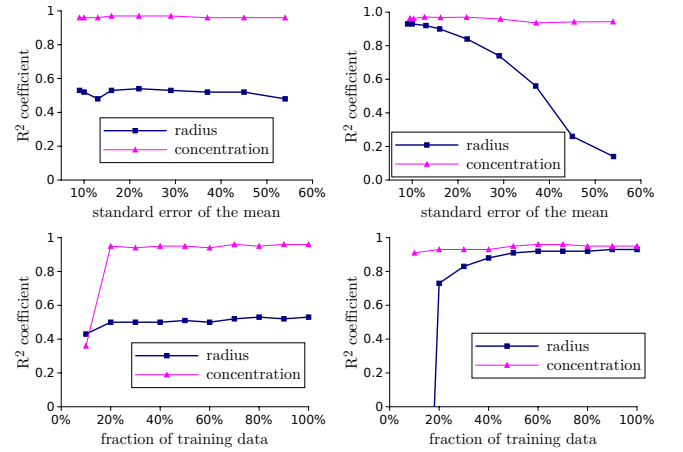 1
0.8
0.6
0.4
0.2
0
R² coefficient
radius
concentration
10% 20% 30% 40% 50% 60%
standard error of the mean
1
0.8
0.6
0.4
0.2
0.0
R² coefficient
radius
concentration
10% 20% 30% 40% 50% 60%
standard error of the mean
1
0.8
0.6
0.4
0.2
0
R² coefficient
radius
concentration
0% 20% 40% 60% 80% 100%
fraction of training data
1
0.8
0.6
0.4
0.2
0
R² coefficient
radius
concentration
0% 20% 40% 60% 80% 100%
fraction of training data